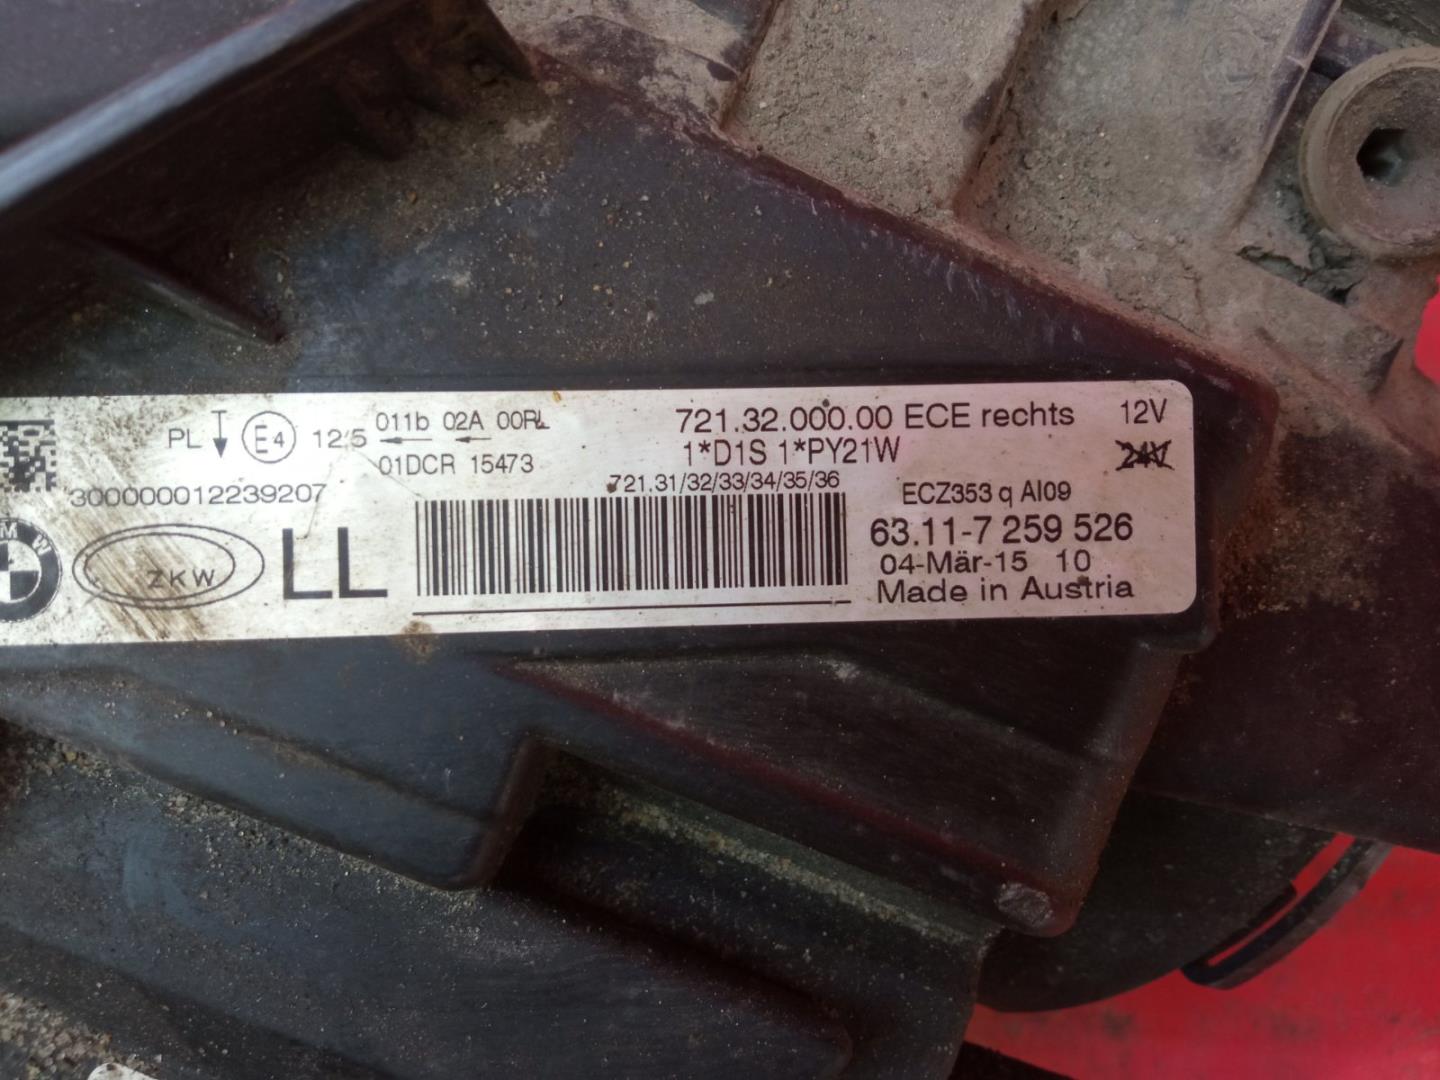 PL E4 12,5 011b 02A 00RL
01DCR 15473
721.32.000.00 ECE rechts 12V
1*D1S 1*PY21W 24V
300000012239207
721.31/32/33/34/35/36
ECZ353 q AI09
BMW ZKW LL
63.11-7 259 526
04-Mär-15 10
Made in Austria